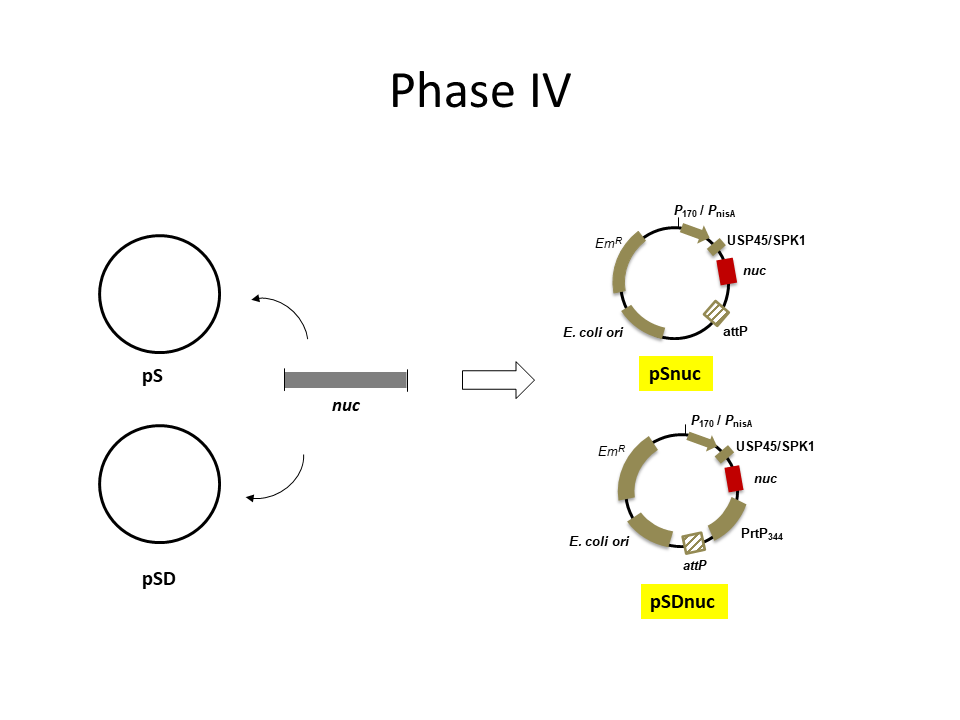 Phase IV
P170 / PnisA
EmR
USP45/SPK1
nuc
E. coli ori
attP
pS
pSnuc
nuc
P170 / PnisA
EmR
USP45/SPK1
nuc
PrtP344
E. coli ori
attP
pSD
pSDnuc